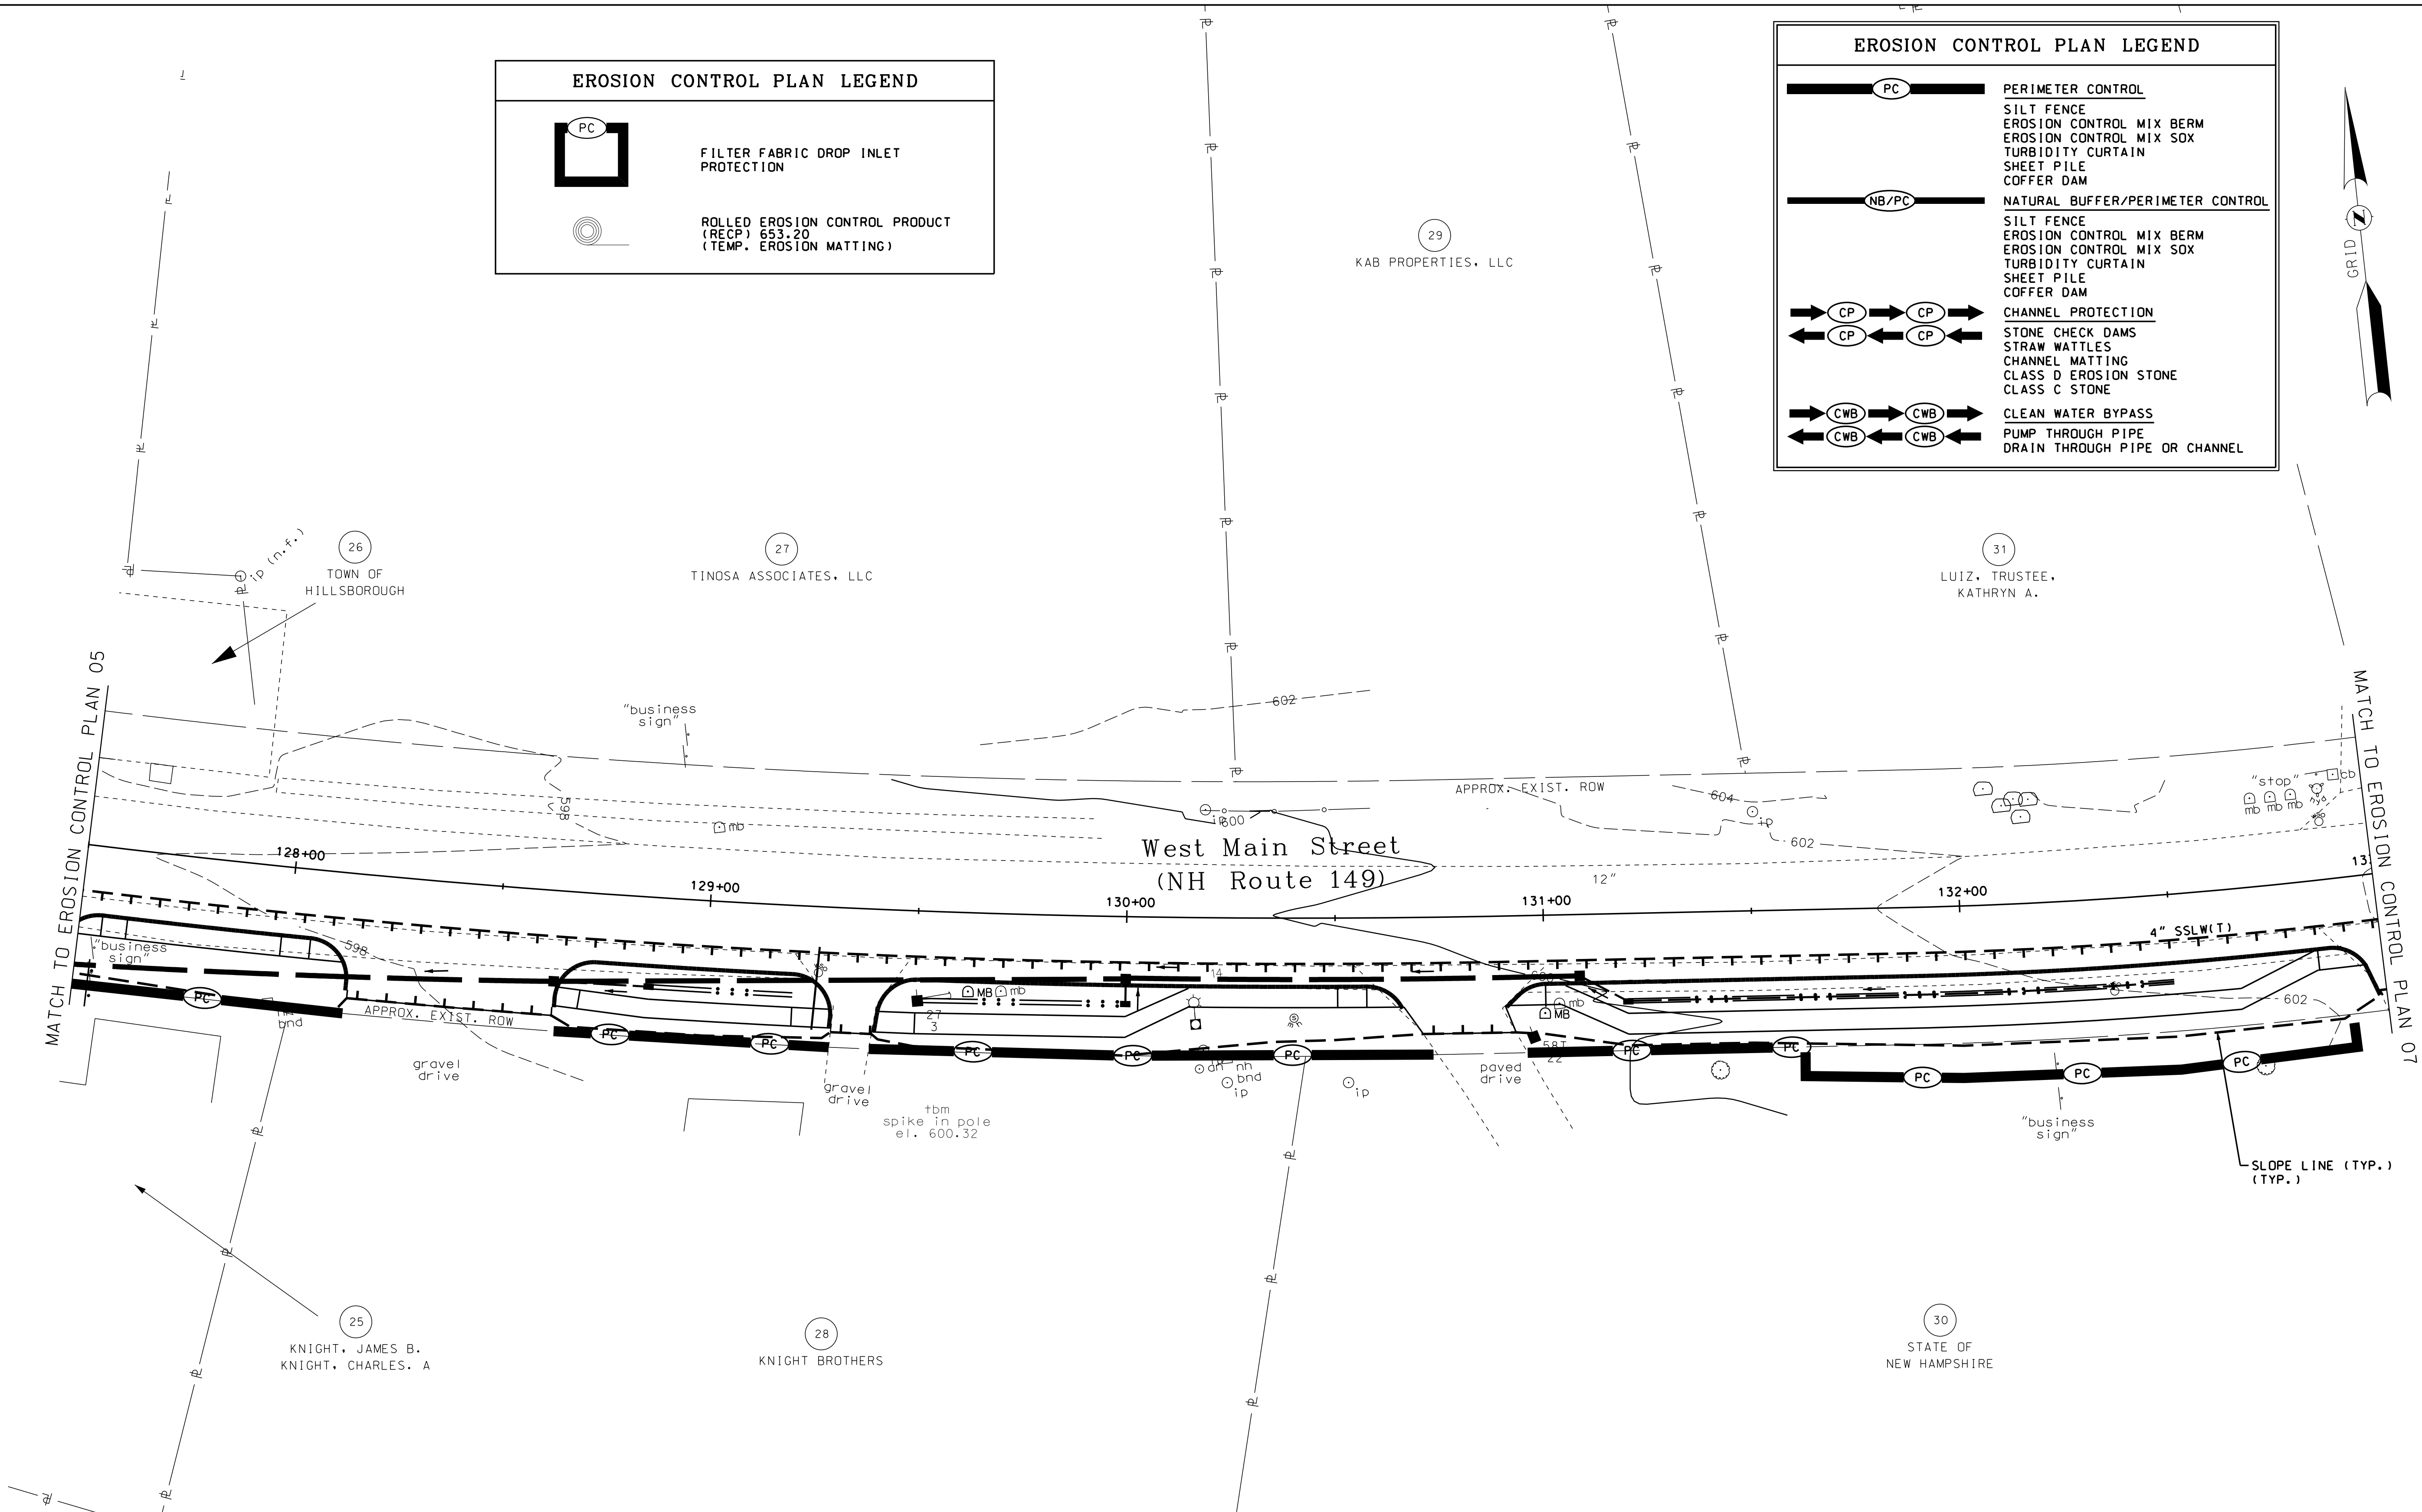 EROSION CONTROL PLAN LEGEND
PC
FILTER FABRIC DROP INLET
PROTECTION
ROLLED EROSION CONTROL PRODUCT
(RECP) 653.20
(TEMP. EROSION MATTING)
EROSION CONTROL PLAN LEGEND
PC
PERIMETER CONTROL
SILT FENCE
EROSION CONTROL MIX BERM
EROSION CONTROL MIX SOX
TURBIDITY CURTAIN
SHEET PILE
COFFER DAM
NB/PC
NATURAL BUFFER/PERIMETER CONTROL
SILT FENCE
EROSION CONTROL MIX BERM
EROSION CONTROL MIX SOX
TURBIDITY CURTAIN
SHEET PILE
COFFER DAM
CP CP
CHANNEL PROTECTION
CP CP
STONE CHECK DAMS
STRAW WATTLES
CHANNEL MATTING
CLASS D EROSION STONE
CLASS C STONE
CWB CWB
CLEAN WATER BYPASS
CWB CWB
PUMP THROUGH PIPE
DRAIN THROUGH PIPE OR CHANNEL
GRID
29
KAB PROPERTIES, LLC
ip (n.f.)
26
TOWN OF
HILLSBOROUGH
27
TINOSA ASSOCIATES, LLC
31
LUIZ, TRUSTEE,
KATHRYN A.
MATCH TO EROSION CONTROL PLAN 05
MATCH TO EROSION CONTROL PLAN 07
"business
sign"
602
598
mb
ip
600
APPROX. EXIST. ROW
604
ip
602
"stop"
mb mb mb
cb
hyd
West Main Street
(NH Route 149)
12"
128+00
129+00
130+00
131+00
132+00
13
4" SSLW(T)
"business
sign"
598
14
602
MB
mb
mb
MB
27
3
58T
22
PC
PC
PC
PC
PC
PC
PC
PC
PC
PC
PC
bnd
APPROX. EXIST. ROW
gravel
drive
gravel
drive
tbm
spike in pole
el. 600.32
nh
bnd
ip
ip
paved
drive
"business
sign"
SLOPE LINE (TYP.)
(TYP.)
25
KNIGHT, JAMES B.
KNIGHT, CHARLES. A
28
KNIGHT BROTHERS
30
STATE OF
NEW HAMPSHIRE